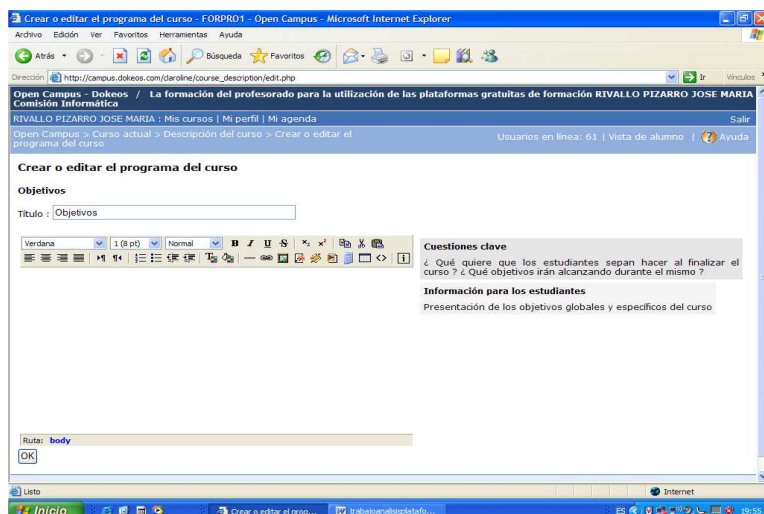 Crear o editar el programa del curso - FORPRO1 - Open Campus - Microsoft Internet Explorer
Archivo Edición Ver Favoritos Herramientas Ayuda
Atrás Búsqueda Favoritos
Dirección http://campus.dokeos.com/claroline/course_description/edit.php Ir Vínculos
Open Campus - Dokeos / La formación del profesorado para la utilización de las plataformas gratuitas de formación RIVALLO PIZARRO JOSE MARIA
Comisión Informática
RIVALLO PIZARRO JOSE MARIA : Mis cursos | Mi perfil | Mi agenda Salir
Open Campus > Curso actual > Descripción del curso > Crear o editar el
programa del curso
Usuarios en línea: 61 | Vista de alumno | Ayuda
Crear o editar el programa del curso
Objetivos
Título : Objetivos
Verdana 1 (8 pt) Normal B I U S x₂ x²
Cuestiones clave
¿ Qué quiere que los estudiantes sepan hacer al finalizar el
curso ? ¿ Qué objetivos irán alcanzando durante el mismo ?
Información para los estudiantes
Presentación de los objetivos globales y específicos del curso
Ruta: body
OK
Listo Internet
Inicio Crear o editar el prog... trabajoanalisisplatafo... ES 19:55